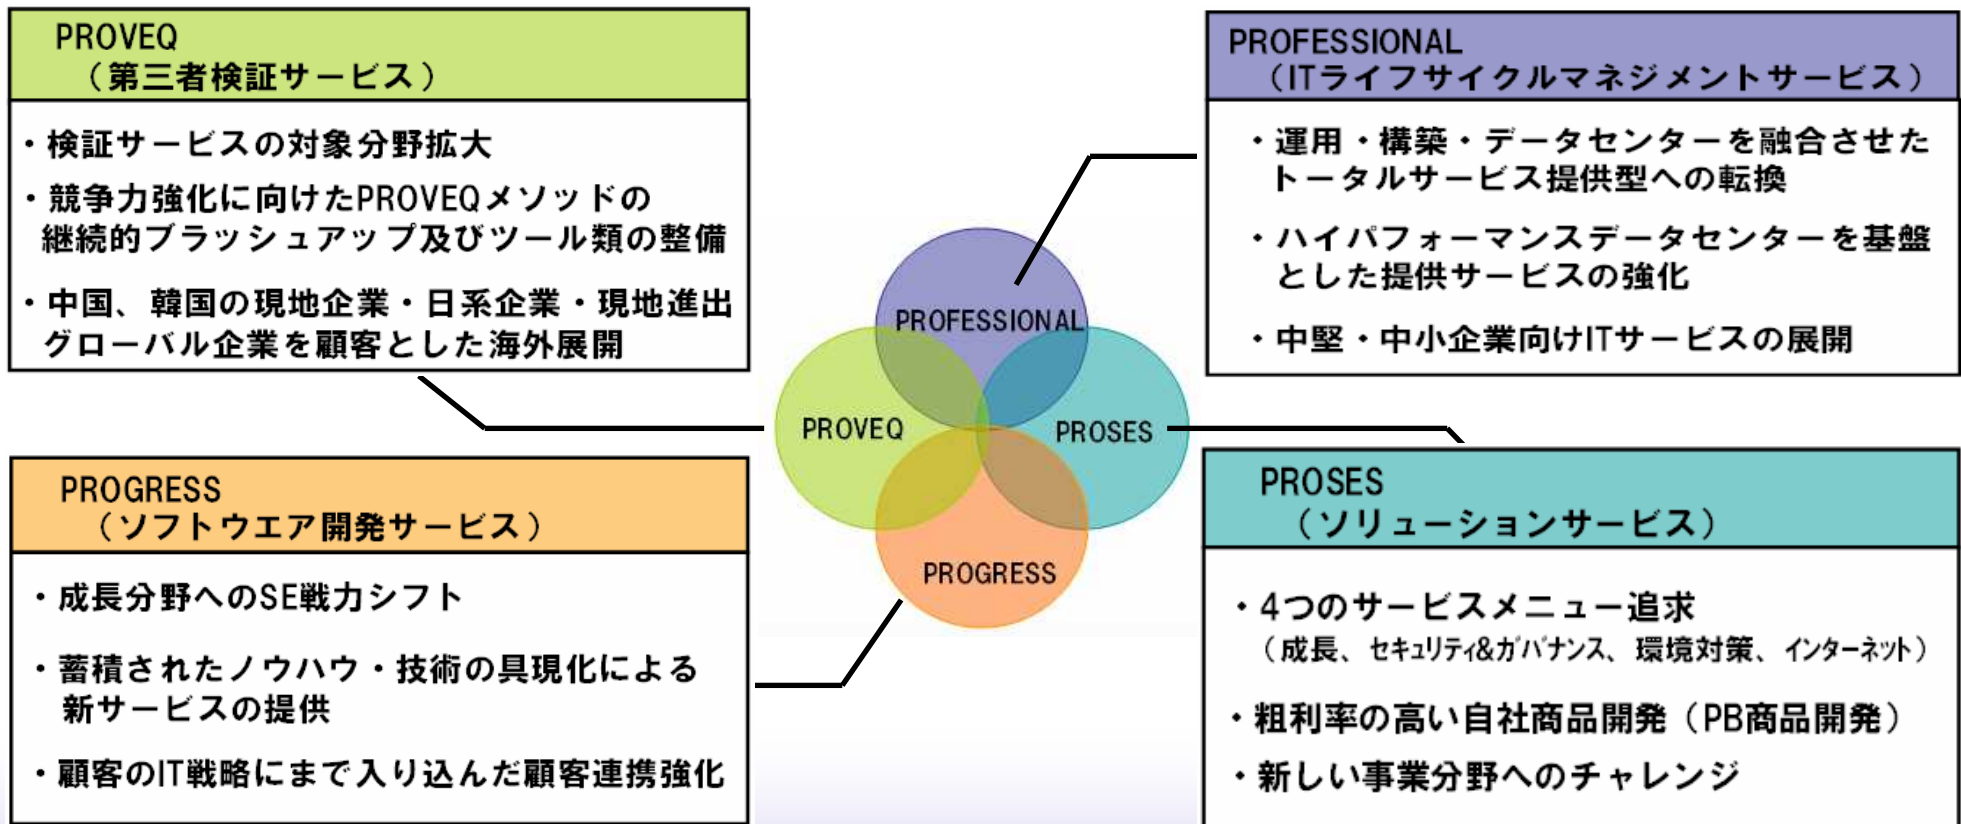 PROVEQ
（第三者検証サービス）
・検証サービスの対象分野拡大
・競争力強化に向けたPROVEQメソッドの
継続的ブラッシュアップ及びツール類の整備
・中国、韓国の現地企業・日系企業・現地進出
グローバル企業を顧客とした海外展開
PROFESSIONAL
（ITライフサイクルマネジメントサービス）
・運用・構築・データセンターを融合させた
トータルサービス提供型への転換
・ハイパフォーマンスデータセンターを基盤
とした提供サービスの強化
・中堅・中小企業向けITサービスの展開
PROFESSIONAL
PROVEQ
PROSES
PROGRESS
PROGRESS
（ソフトウエア開発サービス）
・成長分野へのSE戦力シフト
・蓄積されたノウハウ・技術の具現化による
新サービスの提供
・顧客のIT戦略にまで入り込んだ顧客連携強化
PROSES
（ソリューションサービス）
・4つのサービスメニュー追求
（成長、セキュリティ&ガバナンス、環境対策、インターネット）
・粗利率の高い自社商品開発（PB商品開発）
・新しい事業分野へのチャレンジ